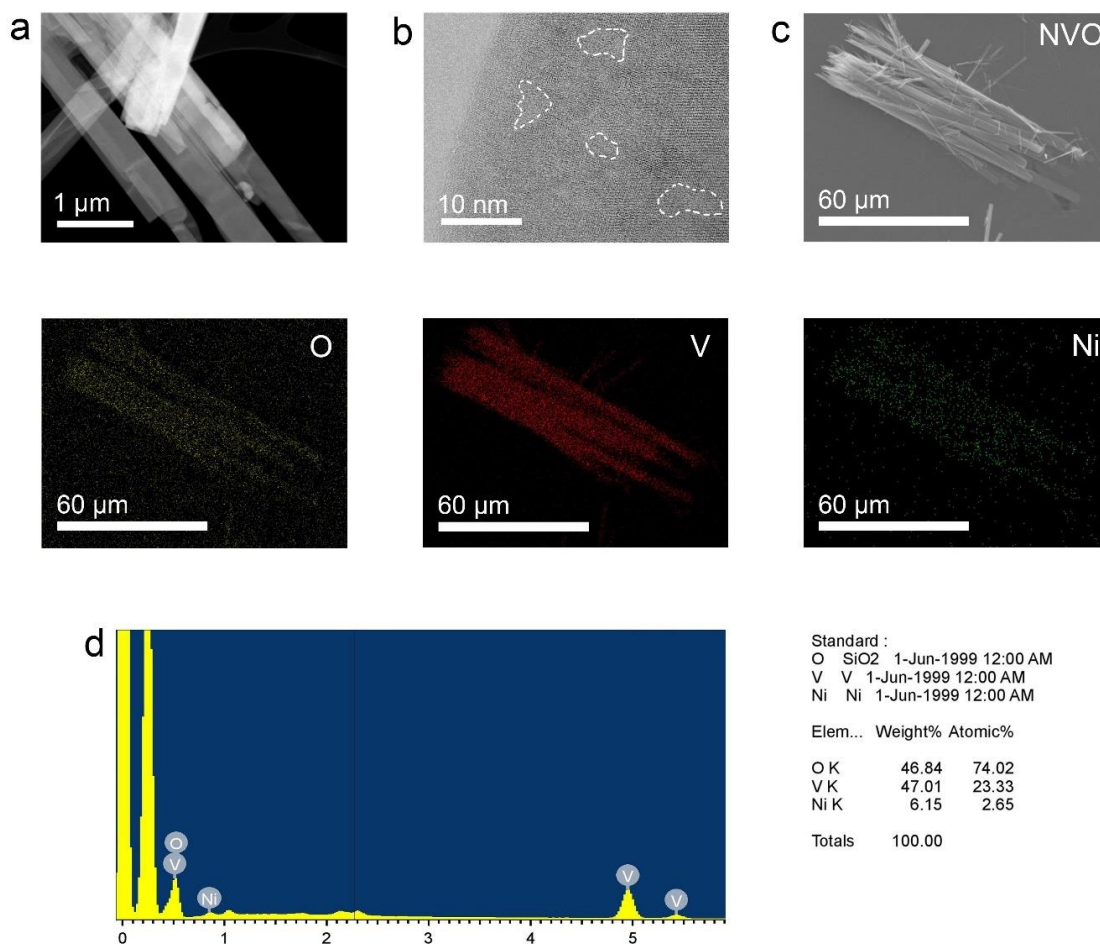 a
1 µm
b
10 nm
c
NVO
60 µm
O
60 µm
V
60 µm
Ni
60 µm
d
O
V
Ni
V
V
0 1 2 3 4 5
Standard :
O SiO2 1-Jun-1999 12:00 AM
V V 1-Jun-1999 12:00 AM
Ni Ni 1-Jun-1999 12:00 AM
Elem... Weight% Atomic%
O K 46.84 74.02
V K 47.01 23.33
Ni K 6.15 2.65
Totals 100.00